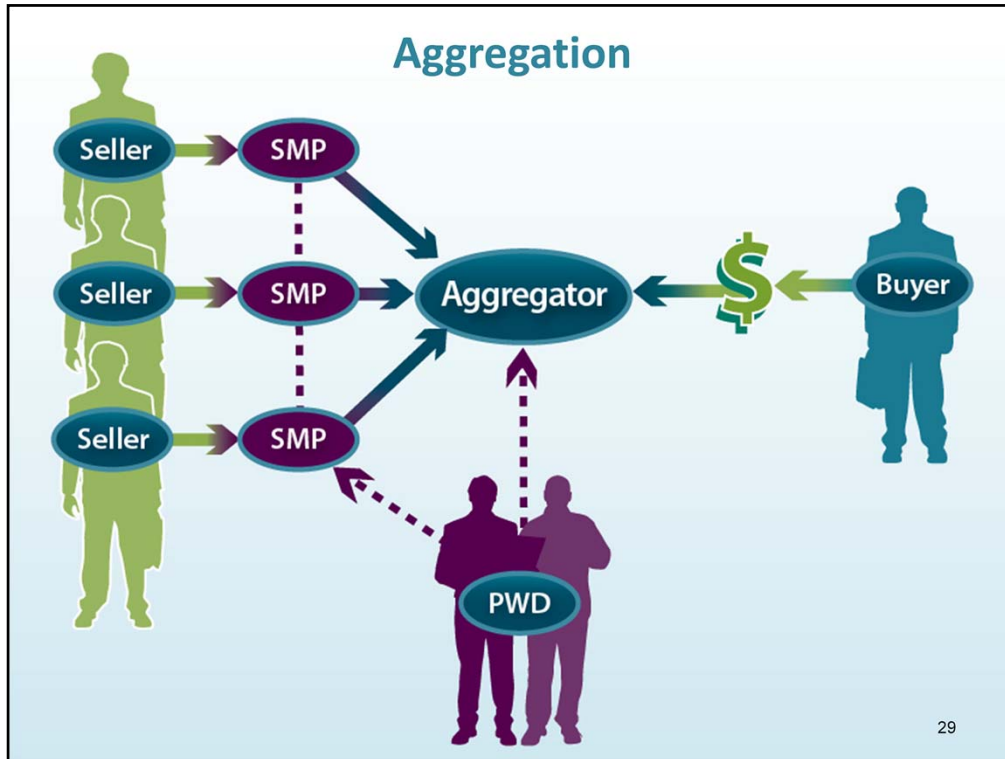 Aggregation
Seller
SMP
Seller
SMP
Aggregator
$
Buyer
Seller
SMP
PWD
29